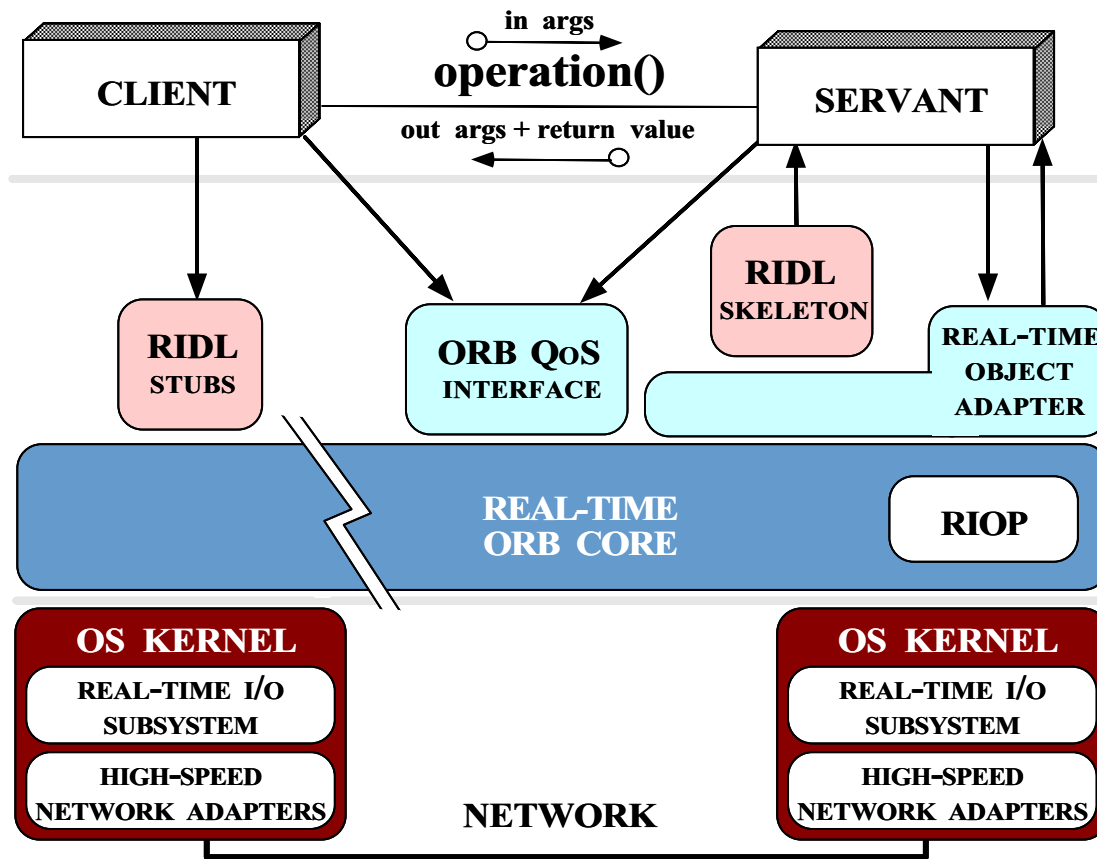 in args
operation()
CLIENT
SERVANT
out args + return value
RIDL
STUBS
ORB QOS
INTERFACE
RIDL
SKELETON
REAL-TIME
OBJECT
ADAPTER
REAL-TIME
ORB CORE
RIOP
OS KERNEL
REAL-TIME I/O
SUBSYSTEM
HIGH-SPEED
NETWORK ADAPTERS
NETWORK
OS KERNEL
REAL-TIME I/O
SUBSYSTEM
HIGH-SPEED
NETWORK ADAPTERS